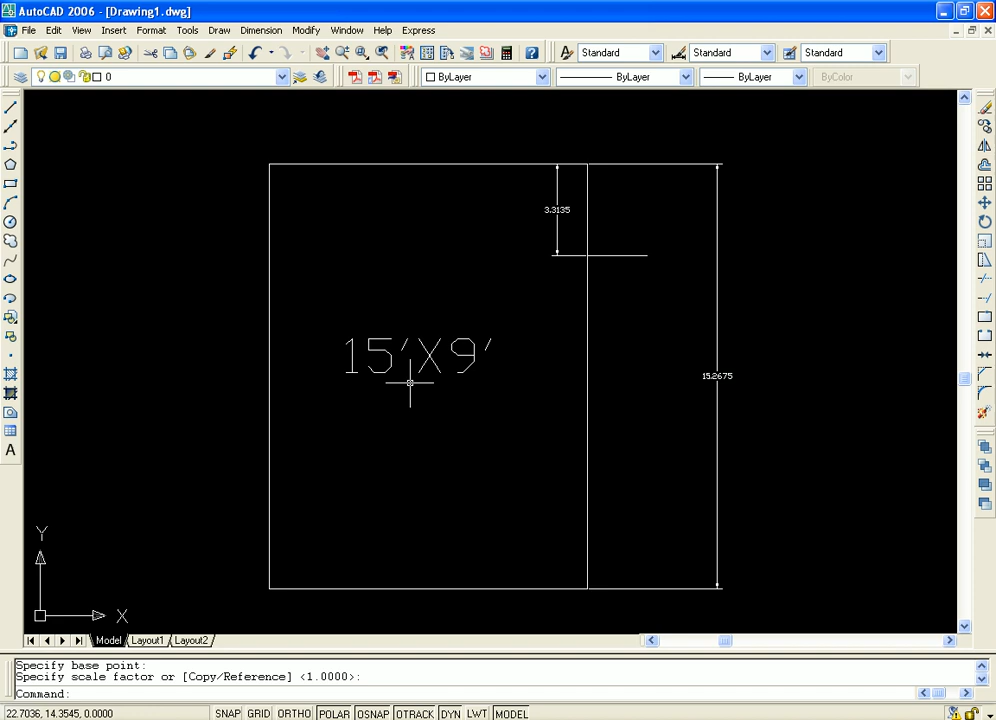 AutoCAD 2006 - [Drawing1.dwg]
File Edit View Insert Format Tools Draw Dimension Modify Window Help Express
Standard Standard Standard
0 ByLayer ByLayer ByLayer ByColor
3.3135
15'X9'
15.2675
Y
X
A
Model Layout1 Layout2
Specify base point:
Specify scale factor or [Copy/Reference] <1.0000>:
Command:
22.7036, 14.3545, 0.0000 SNAP GRID ORTHO POLAR OSNAP OTRACK DYN LWT MODEL